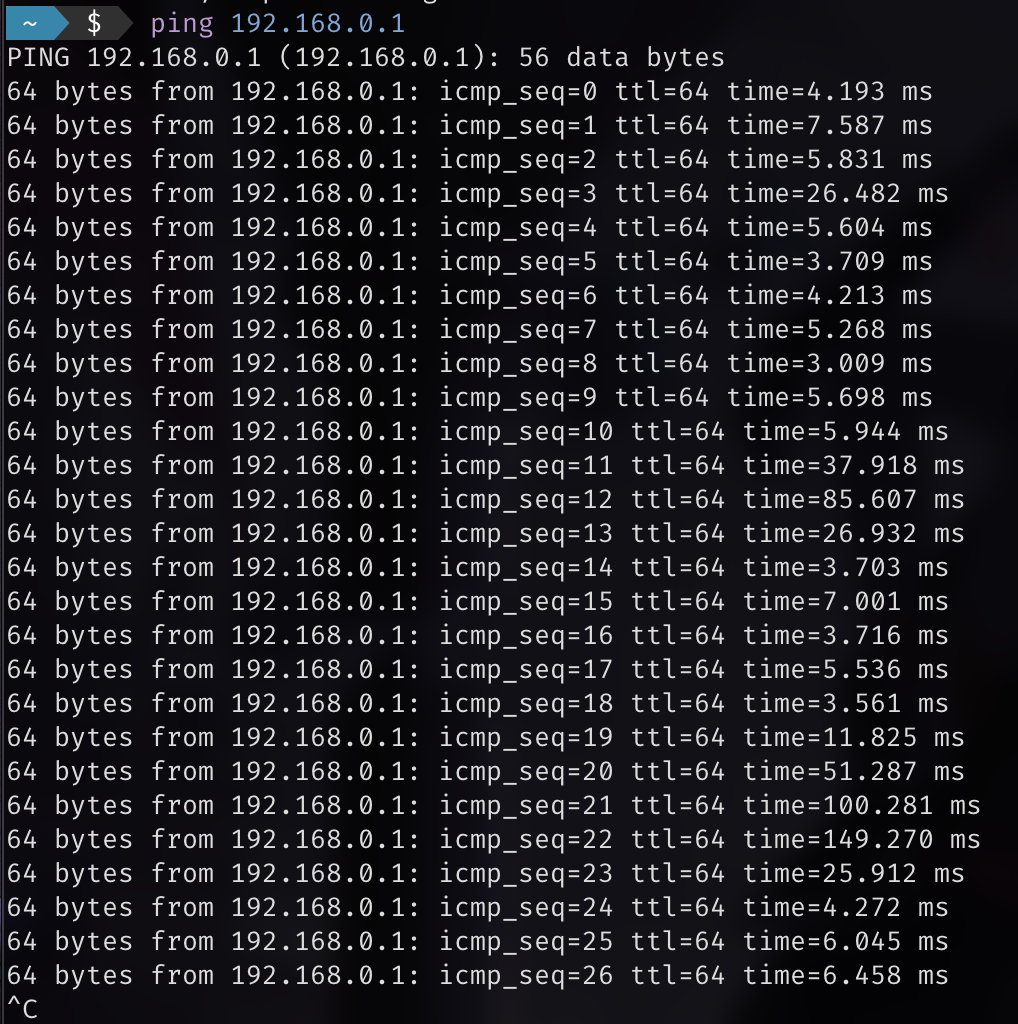 ~ $ ping 192.168.0.1
PING 192.168.0.1 (192.168.0.1): 56 data bytes
64 bytes from 192.168.0.1: icmp_seq=0 ttl=64 time=4.193 ms
64 bytes from 192.168.0.1: icmp_seq=1 ttl=64 time=7.587 ms
64 bytes from 192.168.0.1: icmp_seq=2 ttl=64 time=5.831 ms
64 bytes from 192.168.0.1: icmp_seq=3 ttl=64 time=26.482 ms
64 bytes from 192.168.0.1: icmp_seq=4 ttl=64 time=5.604 ms
64 bytes from 192.168.0.1: icmp_seq=5 ttl=64 time=3.709 ms
64 bytes from 192.168.0.1: icmp_seq=6 ttl=64 time=4.213 ms
64 bytes from 192.168.0.1: icmp_seq=7 ttl=64 time=5.268 ms
64 bytes from 192.168.0.1: icmp_seq=8 ttl=64 time=3.009 ms
64 bytes from 192.168.0.1: icmp_seq=9 ttl=64 time=5.698 ms
64 bytes from 192.168.0.1: icmp_seq=10 ttl=64 time=5.944 ms
64 bytes from 192.168.0.1: icmp_seq=11 ttl=64 time=37.918 ms
64 bytes from 192.168.0.1: icmp_seq=12 ttl=64 time=85.607 ms
64 bytes from 192.168.0.1: icmp_seq=13 ttl=64 time=26.932 ms
64 bytes from 192.168.0.1: icmp_seq=14 ttl=64 time=3.703 ms
64 bytes from 192.168.0.1: icmp_seq=15 ttl=64 time=7.001 ms
64 bytes from 192.168.0.1: icmp_seq=16 ttl=64 time=3.716 ms
64 bytes from 192.168.0.1: icmp_seq=17 ttl=64 time=5.536 ms
64 bytes from 192.168.0.1: icmp_seq=18 ttl=64 time=3.561 ms
64 bytes from 192.168.0.1: icmp_seq=19 ttl=64 time=11.825 ms
64 bytes from 192.168.0.1: icmp_seq=20 ttl=64 time=51.287 ms
64 bytes from 192.168.0.1: icmp_seq=21 ttl=64 time=100.281 ms
64 bytes from 192.168.0.1: icmp_seq=22 ttl=64 time=149.270 ms
64 bytes from 192.168.0.1: icmp_seq=23 ttl=64 time=25.912 ms
64 bytes from 192.168.0.1: icmp_seq=24 ttl=64 time=4.272 ms
64 bytes from 192.168.0.1: icmp_seq=25 ttl=64 time=6.045 ms
64 bytes from 192.168.0.1: icmp_seq=26 ttl=64 time=6.458 ms
^C